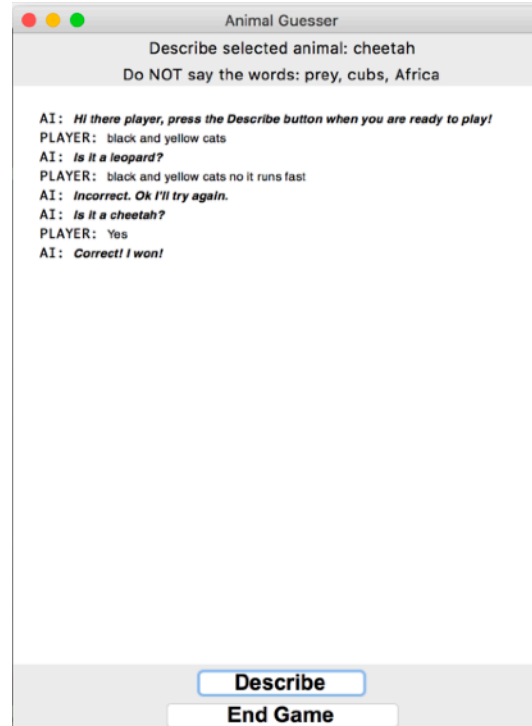 Animal Guesser
Describe selected animal: cheetah
Do NOT say the words: prey, cubs, Africa
AI: Hi there player, press the Describe button when you are ready to play!
PLAYER: black and yellow cats
AI: Is it a leopard?
PLAYER: black and yellow cats no it runs fast
AI: Incorrect. Ok I'll try again.
AI: Is it a cheetah?
PLAYER: Yes
AI: Correct! I won!
Describe
End Game